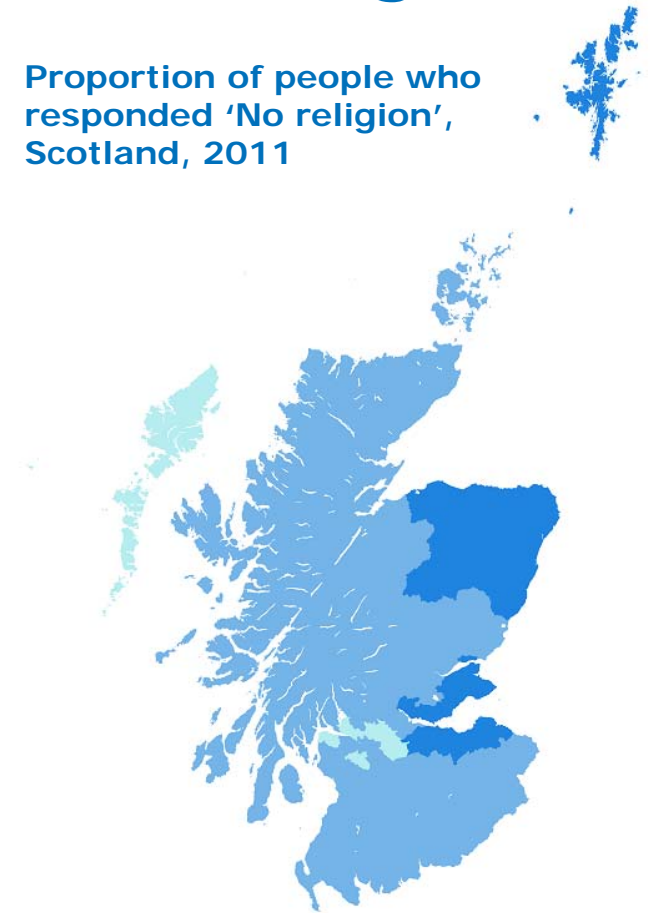 Proportion of people who
responded ‘No religion’,
Scotland, 2011